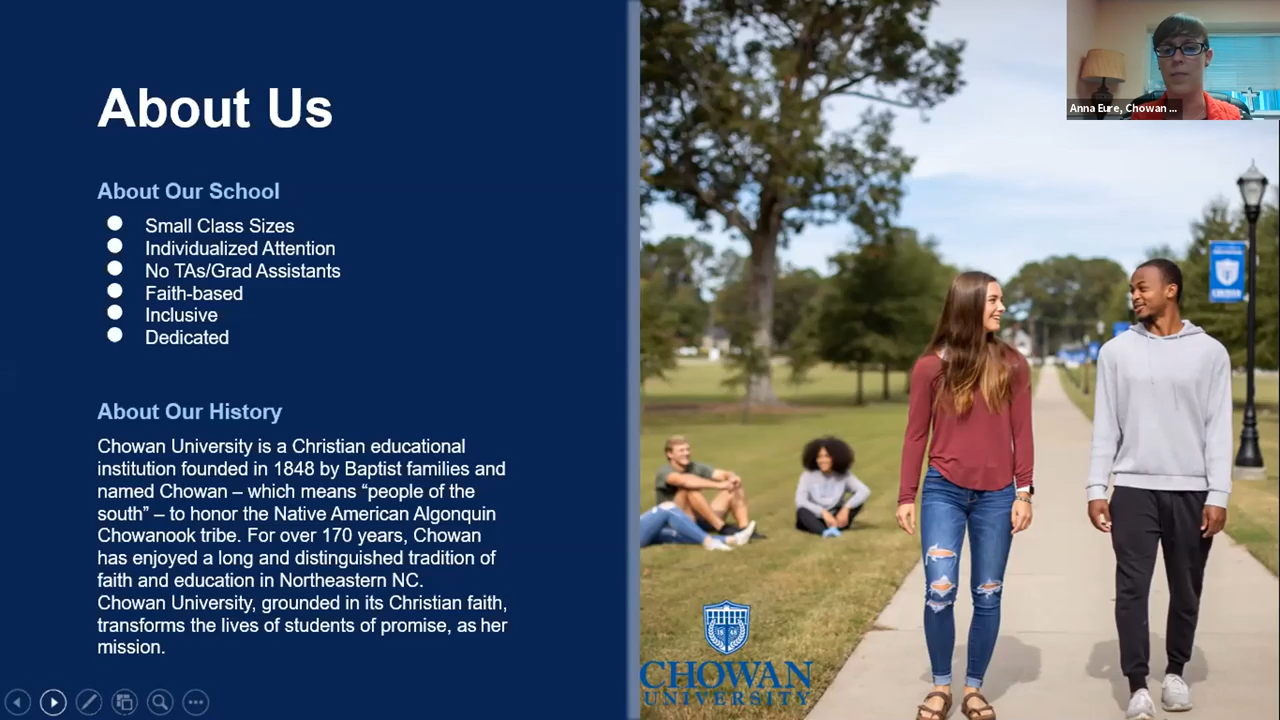 About Us
About Our School
Small Class Sizes
Individualized Attention
No TAs/Grad Assistants
Faith-based
Inclusive
Dedicated
About Our History
Chowan University is a Christian educational
institution founded in 1848 by Baptist families and
named Chowan – which means “people of the
south” – to honor the Native American Algonquin
Chowanook tribe. For over 170 years, Chowan
has enjoyed a long and distinguished tradition of
faith and education in Northeastern NC.
Chowan University, grounded in its Christian faith,
transforms the lives of students of promise, as her
mission.
Anna Eure, Chowan ...
CHOWAN
1848
CHOWAN
UNIVERSITY